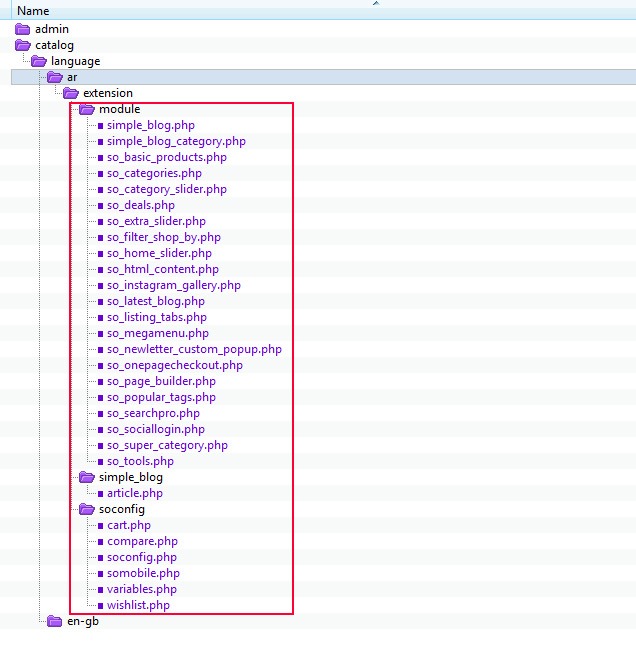 Name
admin
catalog
language
ar
extension
module
simple_blog.php
simple_blog_category.php
so_basic_products.php
so_categories.php
so_category_slider.php
so_deals.php
so_extra_slider.php
so_filter_shop_by.php
so_home_slider.php
so_html_content.php
so_instagram_gallery.php
so_latest_blog.php
so_listing_tabs.php
so_megamenu.php
so_newletter_custom_popup.php
so_onepagecheckout.php
so_page_builder.php
so_popular_tags.php
so_searchpro.php
so_sociallogin.php
so_super_category.php
so_tools.php
simple_blog
article.php
soconfig
cart.php
compare.php
soconfig.php
somobile.php
variables.php
wishlist.php
en-gb